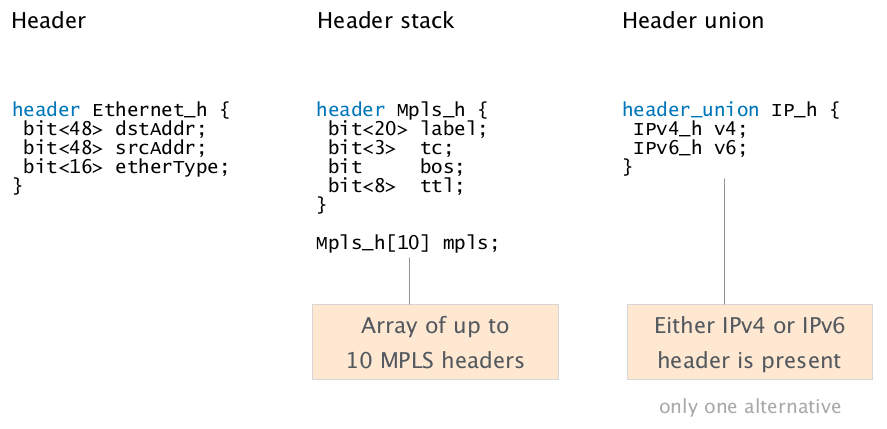 Header
header Ethernet_h {
 bit<48> dstAddr;
 bit<48> srcAddr;
 bit<16> etherType;
}
Header stack
header Mpls_h {
 bit<20> label;
 bit<3>  tc;
 bit     bos;
 bit<8>  ttl;
}
Mpls_h[10] mpls;
Array of up to
10 MPLS headers
Header union
header_union IP_h {
 IPv4_h v4;
 IPv6_h v6;
}
Either IPv4 or IPv6
header is present
only one alternative